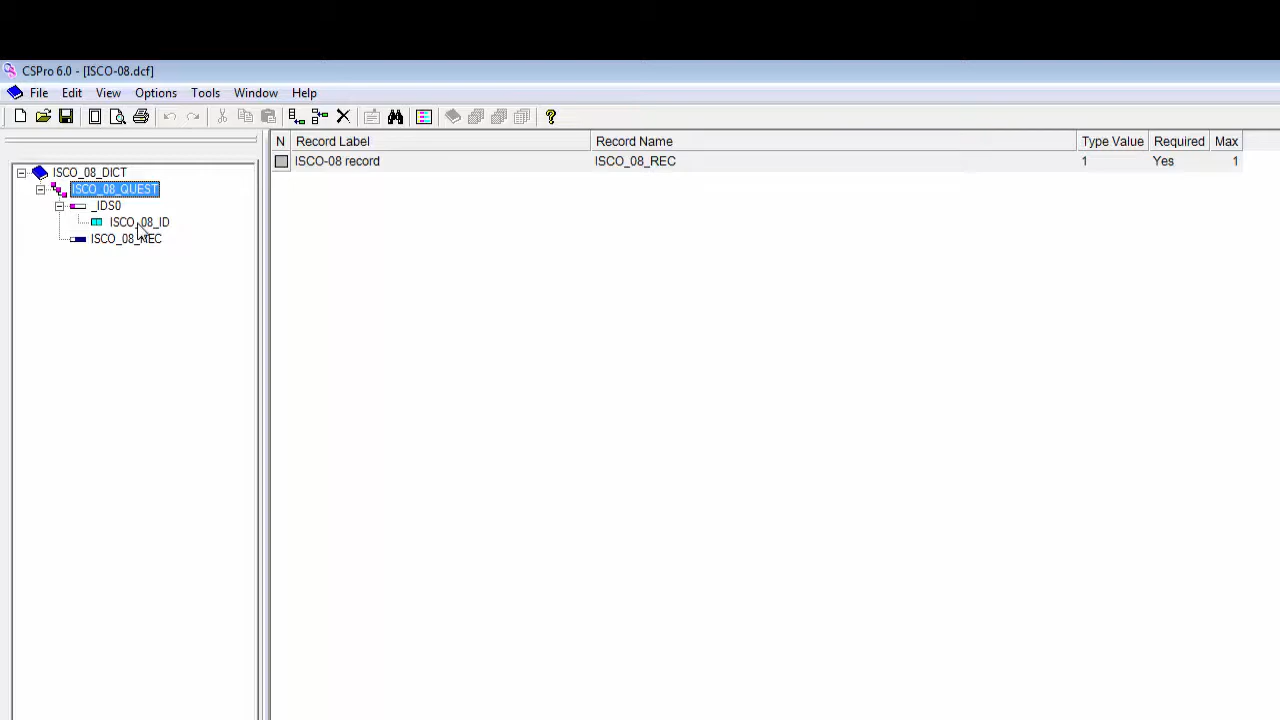 CSPro 6.0 - [ISCO-08.dcf]
File Edit View Options Tools Window Help
N Record Label Record Name Type Value Required Max
ISCO-08 record ISCO_08_REC 1 Yes 1
ISCO_08_DICT
ISCO_08_QUEST
_IDS0
ISCO_08_ID
ISCO_08_REC